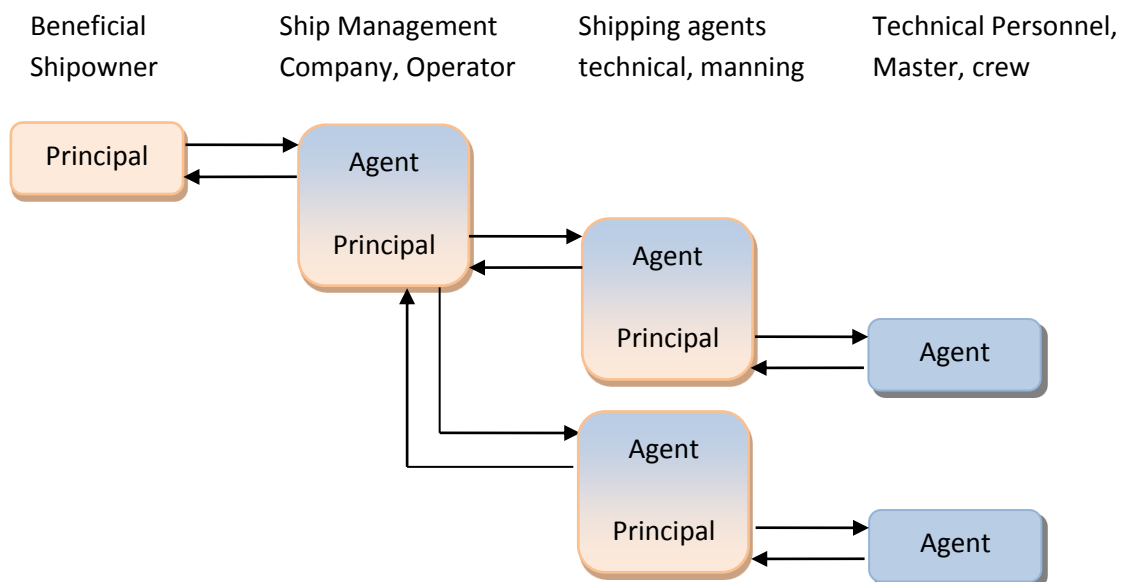 Beneficial
Shipowner
Ship Management
Company, Operator
Shipping agents
technical, manning
Technical Personnel,
Master, crew
Principal
Agent
Principal
Agent
Principal
Agent
Agent
Principal
Agent